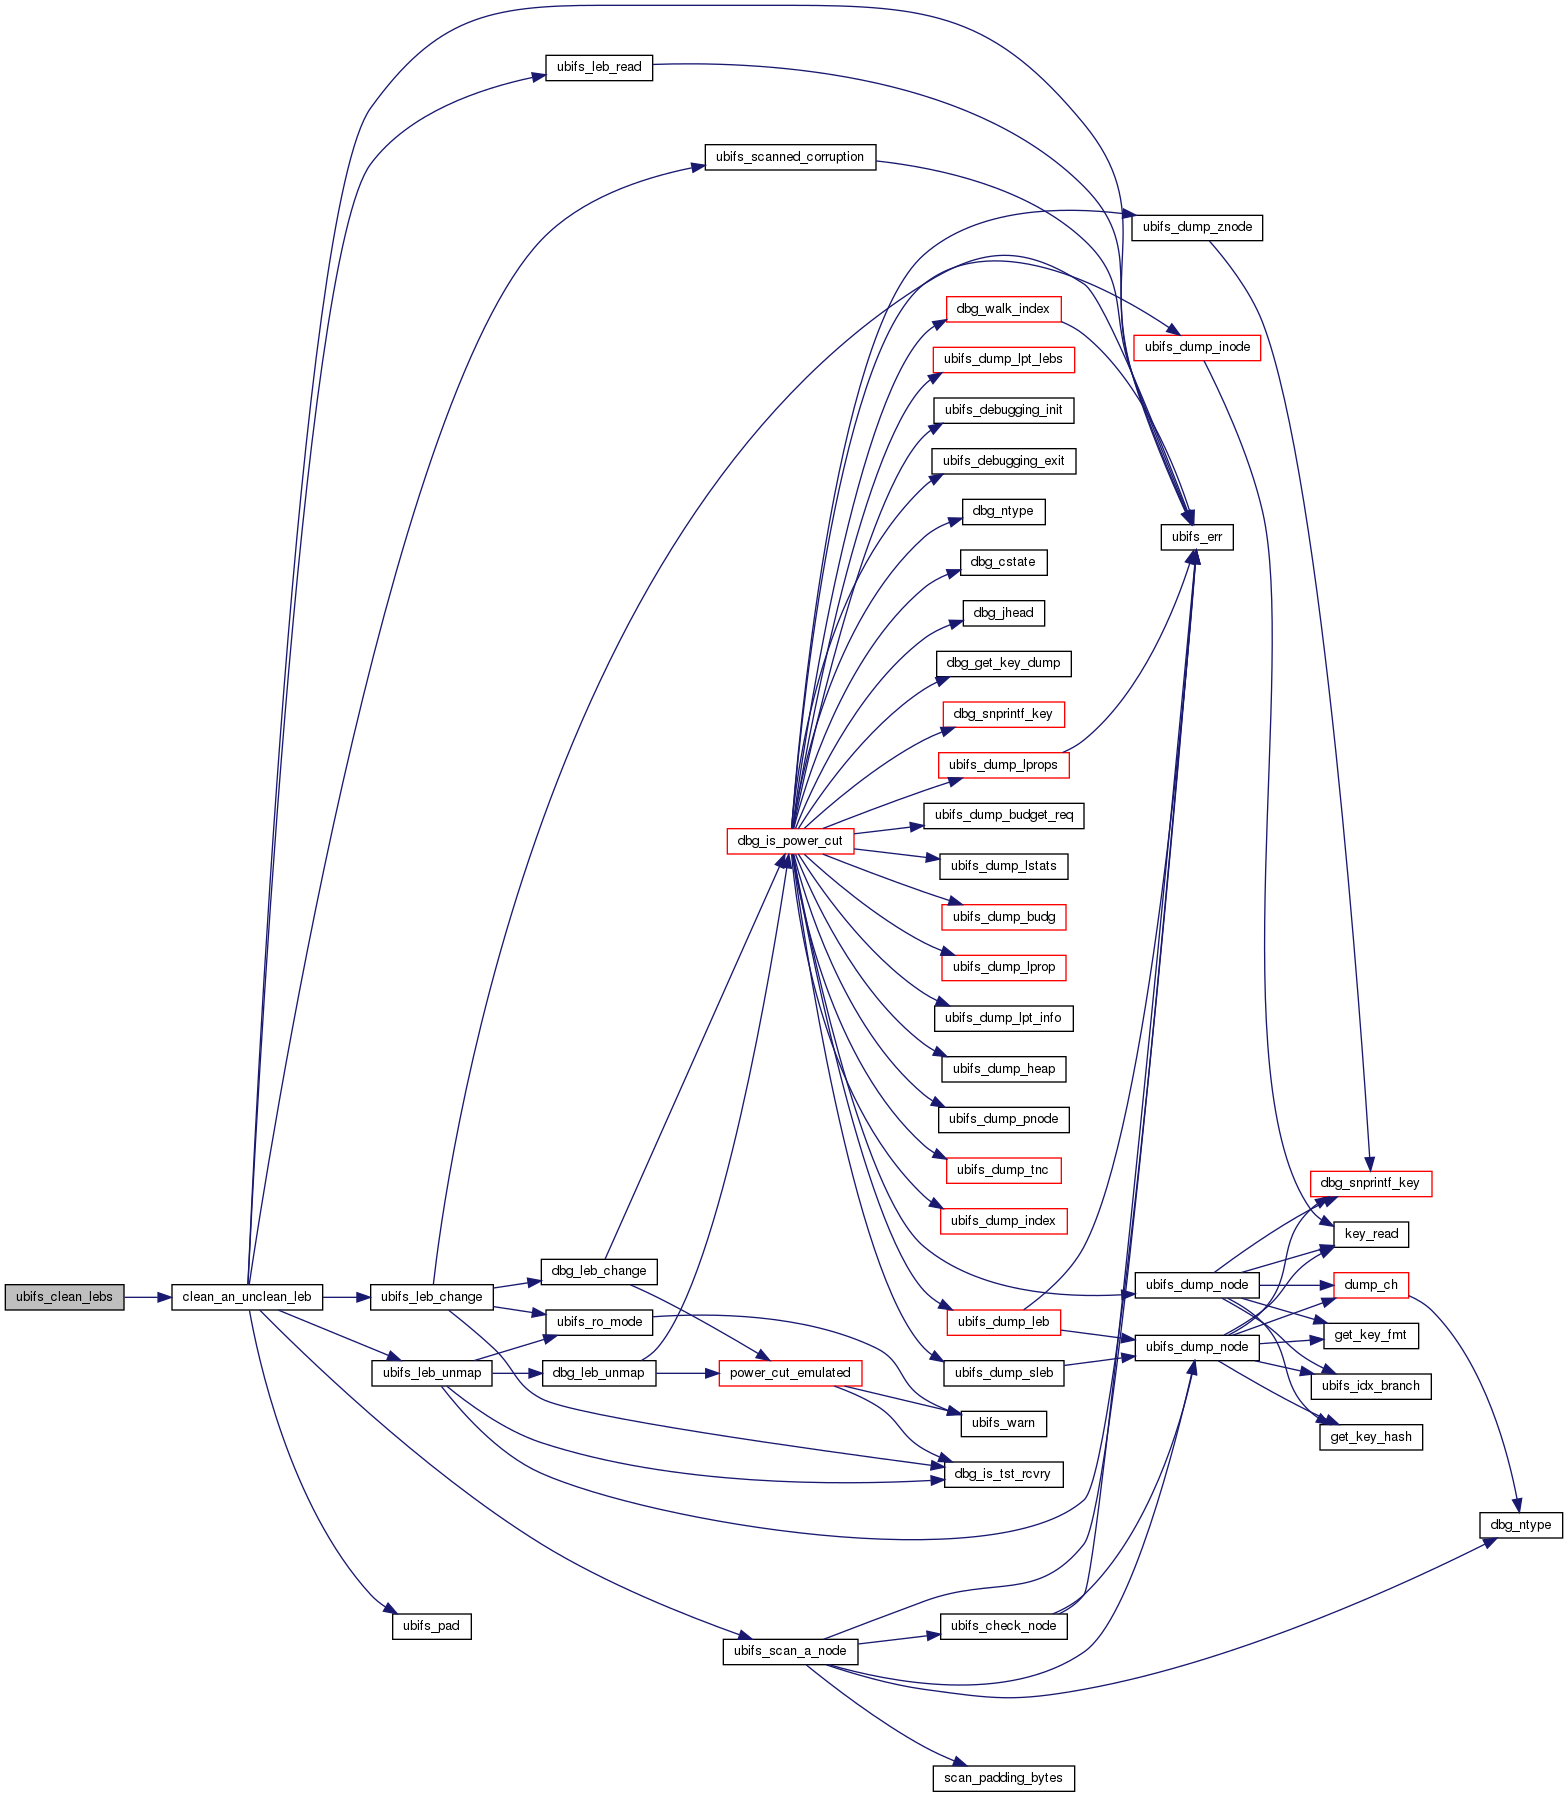 ubifs_leb_read
ubifs_scanned_corruption
ubifs_dump_znode
dbg_walk_index
ubifs_dump_inode
ubifs_dump_lpt_lebs
ubifs_debugging_init
ubifs_debugging_exit
dbg_ntype
ubifs_err
dbg_cstate
dbg_jhead
dbg_get_key_dump
dbg_snprintf_key
ubifs_dump_lprops
ubifs_dump_budget_req
dbg_is_power_cut
ubifs_dump_lstats
ubifs_dump_budg
ubifs_dump_lprop
ubifs_dump_lpt_info
ubifs_dump_heap
ubifs_dump_pnode
ubifs_dump_tnc
dbg_snprintf_key
ubifs_dump_index
key_read
dbg_leb_change
ubifs_dump_node
dump_ch
ubifs_clean_lebs
clean_an_unclean_leb
ubifs_leb_change
ubifs_ro_mode
ubifs_dump_leb
get_key_fmt
ubifs_dump_node
ubifs_leb_unmap
dbg_leb_unmap
power_cut_emulated
ubifs_dump_sleb
ubifs_idx_branch
ubifs_warn
get_key_hash
dbg_is_tst_rcvry
dbg_ntype
ubifs_pad
ubifs_check_node
ubifs_scan_a_node
scan_padding_bytes